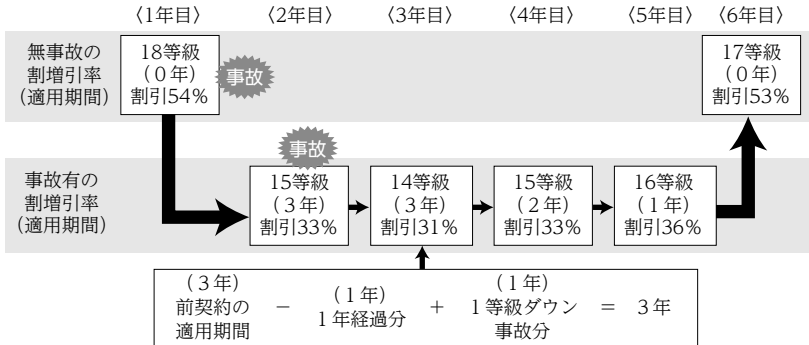 〈1年目〉 〈2年目〉 〈3年目〉 〈4年目〉 〈5年目〉 〈6年目〉
無事故の
割増引率
(適用期間)
18等級
(０年)
割引54%
事故
17等級
(０年)
割引53%
事故
事故有の
割増引率
(適用期間)
15等級
(３年)
割引33%
14等級
(３年)
割引31%
15等級
(２年)
割引33%
16等級
(１年)
割引36%
(３年)
前契約の
適用期間
−
(１年)
１年経過分
+
(１年)
１等級ダウン
事故分
= ３年